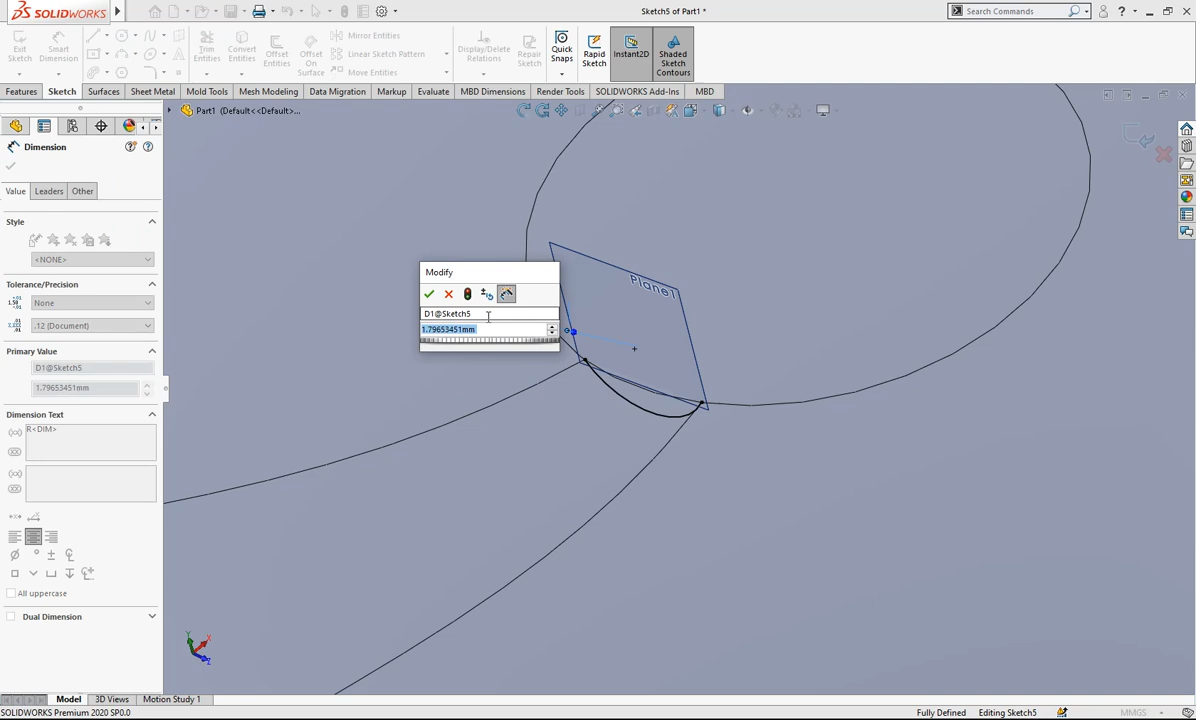 SOLIDWORKS
Sketch5 of Part1 *
Search Commands
Exit Sketch
Smart Dimension
Trim Entities
Convert Entities
Offset Entities
Offset On Surface
Mirror Entities
Linear Sketch Pattern
Move Entities
Display/Delete Relations
Repair Sketch
Quick Snaps
Rapid Sketch
Instant2D
Shaded Sketch Contours
Features
Sketch
Surfaces
Sheet Metal
Mold Tools
Mesh Modeling
Data Migration
Markup
Evaluate
MBD Dimensions
Render Tools
SOLIDWORKS Add-Ins
MBD
Part1 (Default<<Default>...
Dimension
Value
Leaders
Other
Style
<NONE>
Tolerance/Precision
None
.12 (Document)
Primary Value
D1@Sketch5
1.79653451mm
Dimension Text
R<DIM>
All uppercase
Dual Dimension
Modify
D1@Sketch5
1.79653451mm
Plane1
Y
X
Z
Model
3D Views
Motion Study 1
SOLIDWORKS Premium 2020 SP0.0
Fully Defined
Editing Sketch5
MMGS